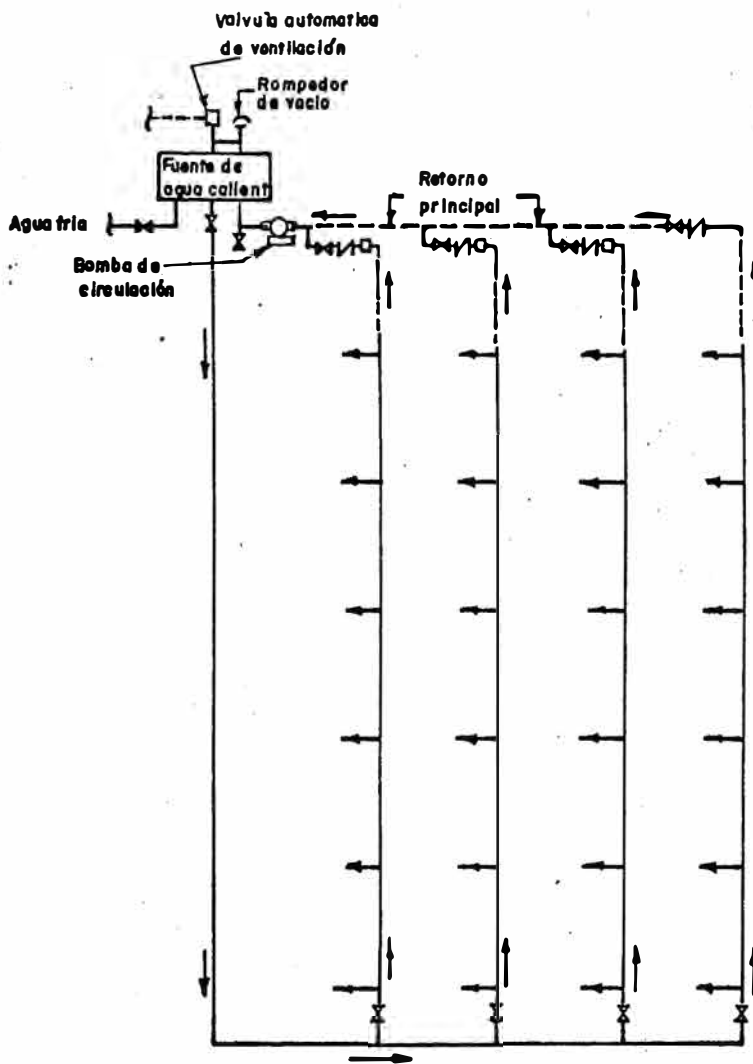 Valvula automatica
de ventilación
Rompedor
de vacio
Fuente de
agua calient
Retorno
principal
Agua fria
Bomba de
circulación